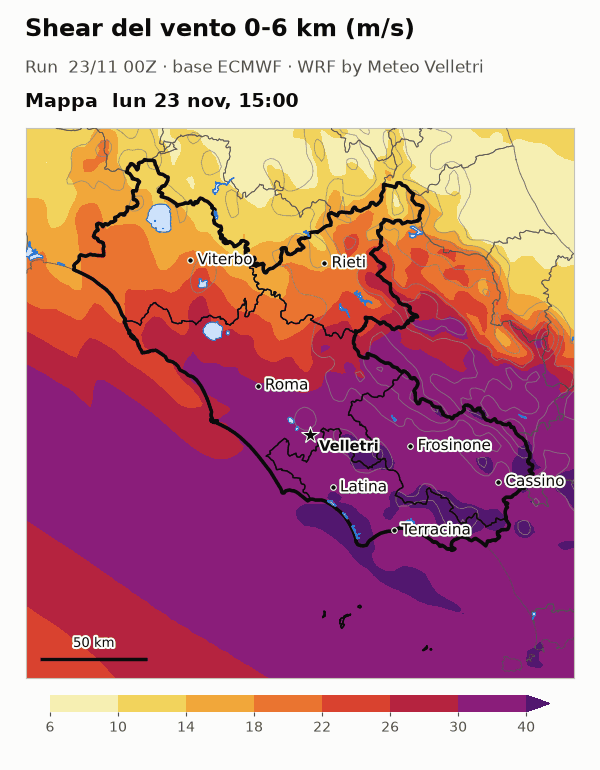 Shear del vento 0-6 km (m/s)
Run  23/11 00Z · base ECMWF · WRF by Meteo Velletri
Mappa  lun 23 nov, 15:00
Viterbo
Rieti
Roma
Velletri
Frosinone
Latina
Cassino
Terracina
50 km
6 10 14 18 22 26 30 40